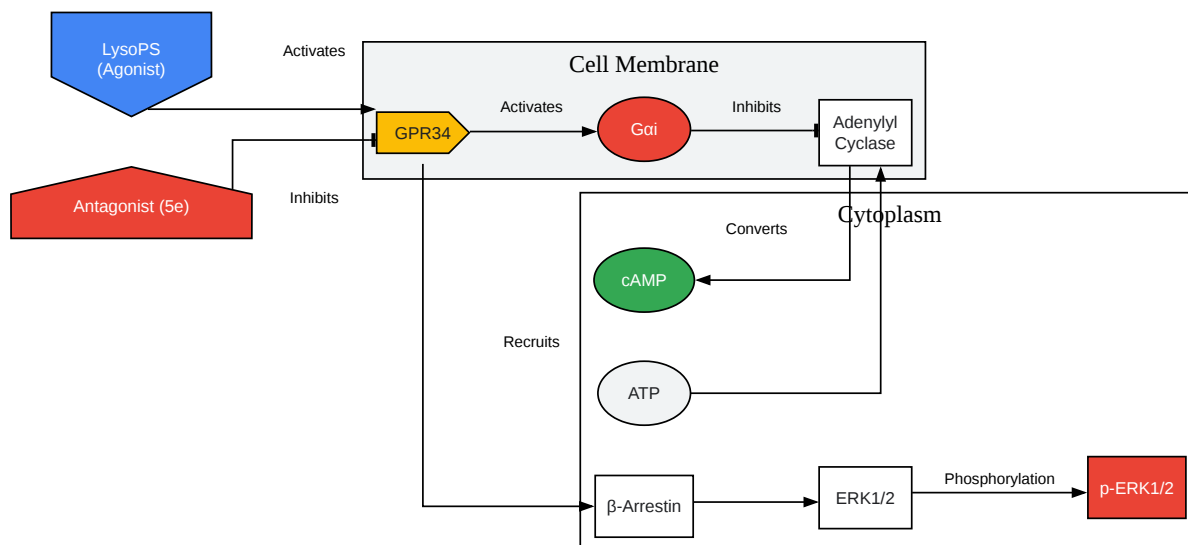 LysoPS
(Agonist)
Activates
Cell Membrane
Activates
Inhibits
GPR34
Gαi
Adenylyl
Cyclase
Antagonist (5e)
Inhibits
Cytoplasm
Converts
cAMP
Recruits
ATP
β-Arrestin
ERK1/2
Phosphorylation
p-ERK1/2